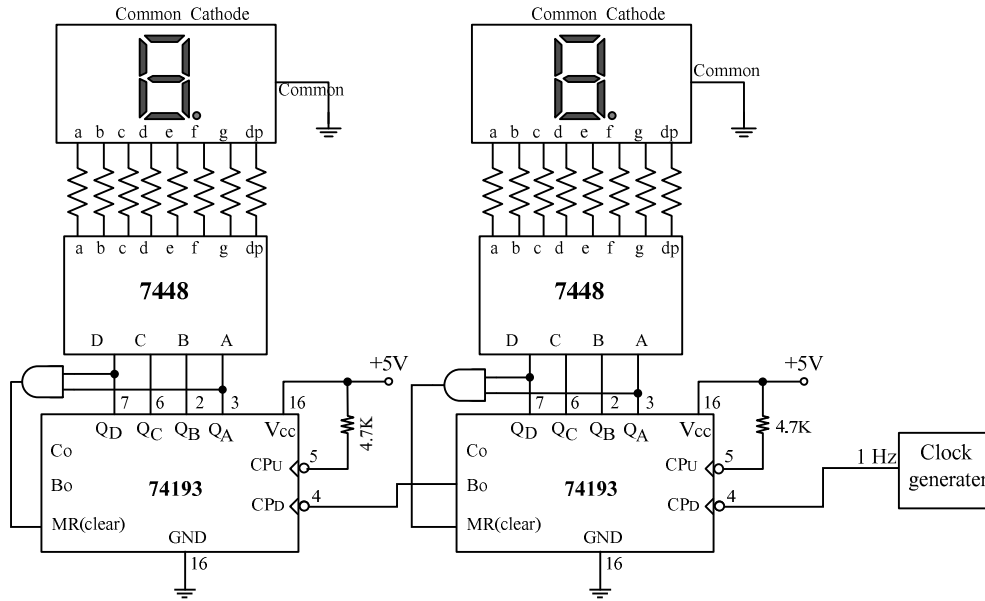 Common Cathode
Common Cathode
Common
Common
a b c d e f g dp
a b c d e f g dp
a b c d e f g dp
a b c d e f g dp
7448
7448
D C B A
D C B A
+5V
+5V
7 6 2 3 16
7 6 2 3 16
QD QC QB QA VCC
QD QC QB QA VCC
4.7K
4.7K
Co
Co
CPU 5
CPU 5
1 Hz
Clock
generater
Bo
Bo
74193
74193
CPD 4
CPD 4
MR(clear)
MR(clear)
GND
GND
16
16